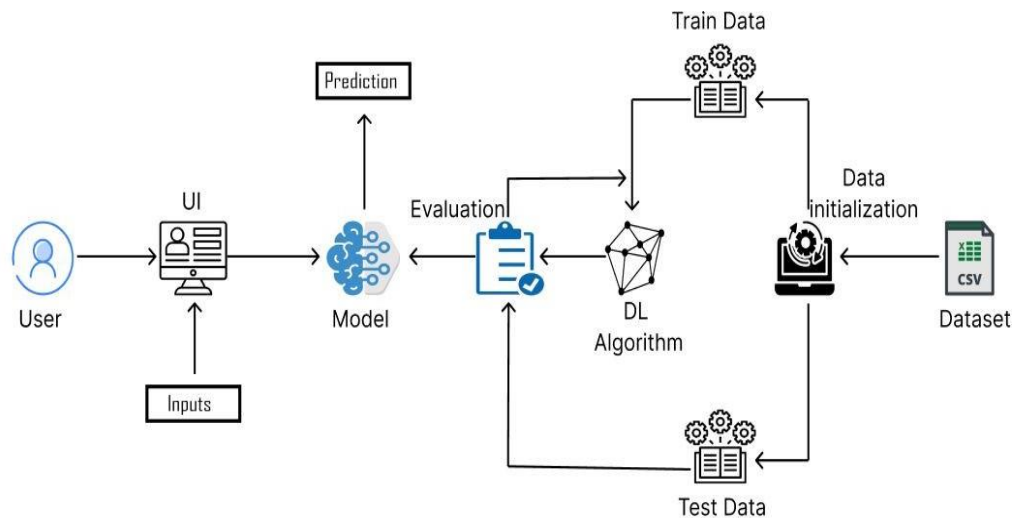 Train Data
Prediction
UI
Evaluation
Data
initialization
CSV
User
Model
DL
Algorithm
Dataset
Inputs
Test Data